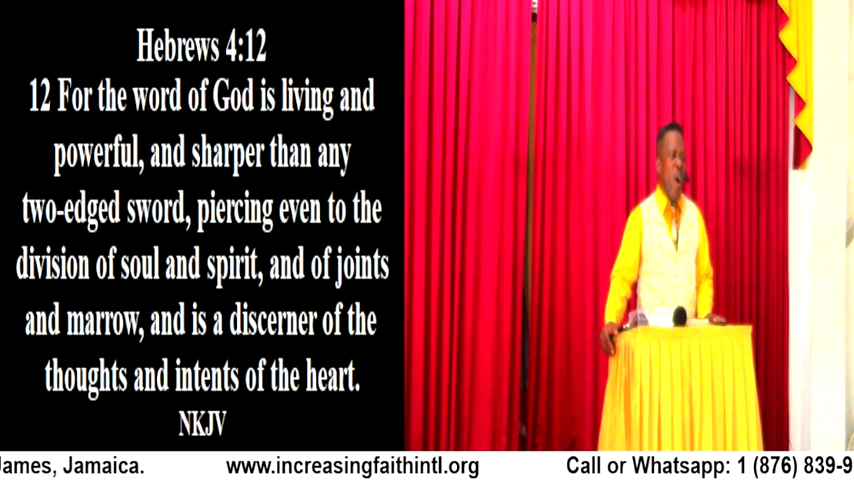 Hebrews 4:12
12 For the word of God is living and
powerful, and sharper than any
two-edged sword, piercing even to the
division of soul and spirit, and of joints
and marrow, and is a discerner of the
thoughts and intents of the heart.
NKJV
James, Jamaica. www.increasingfaithintl.org Call or Whatsapp: 1 (876) 839-9